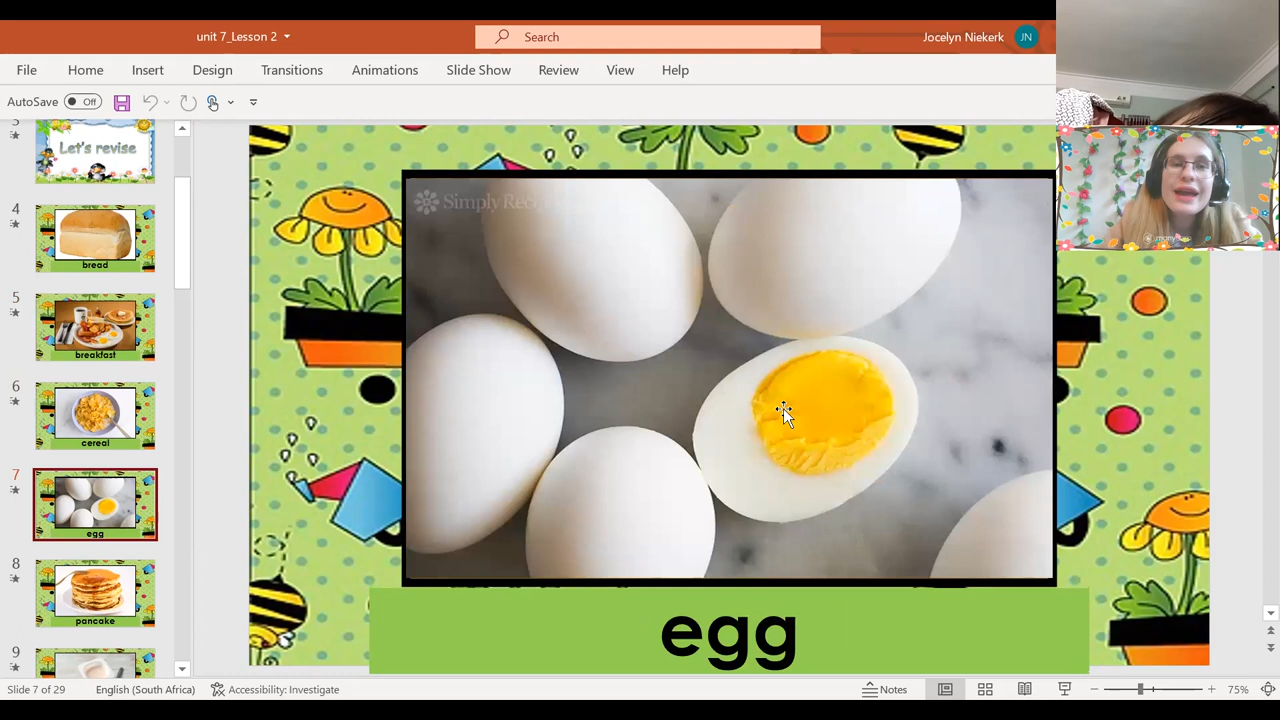 unit 7_Lesson 2
Search
Jocelyn Niekerk
JN
File Home Insert Design Transitions Animations Slide Show Review View Help
AutoSave Off
Let's revise
4
bread
5
breakfast
6
cereal
7
egg
8
pancake
9
Simply
egg
Slide 7 of 29
English (South Africa)
Accessibility: Investigate
Notes
75%